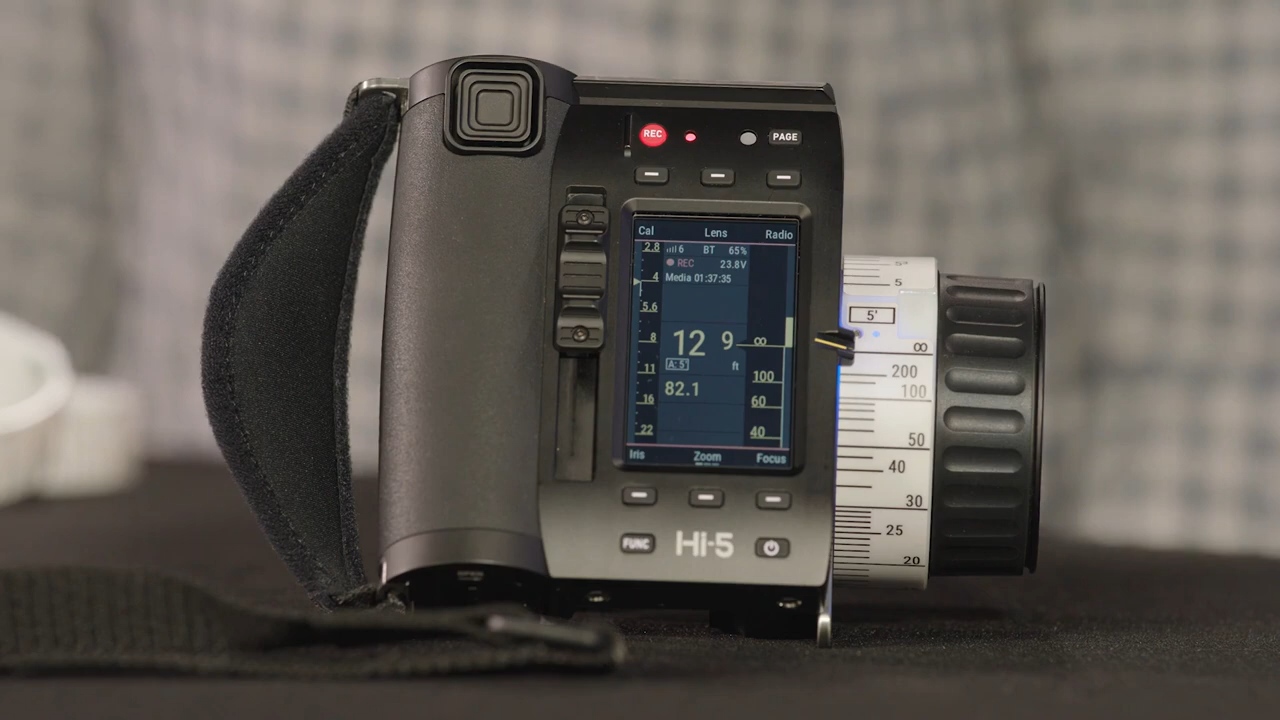 REC
PAGE
Cal Lens Radio
2.8
6 BT 65%
REC 23.8V
4
Media 01:37:35
5.6
8
12 9
∞
A: 5'
ft
11
100
82.1
16
60
22
40
Iris Zoom Focus
FUNC
Hi-5
5
5'
∞
200
100
50
40
30
25
20